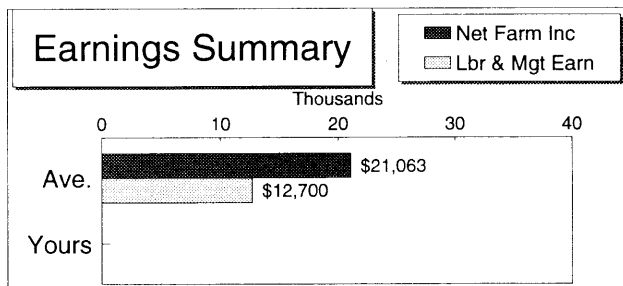 Earnings Summary
Net Farm Inc
Lbr & Mgt Earn
Thousands
0 10 20 30 40
Ave.
$21,063
$12,700
Yours